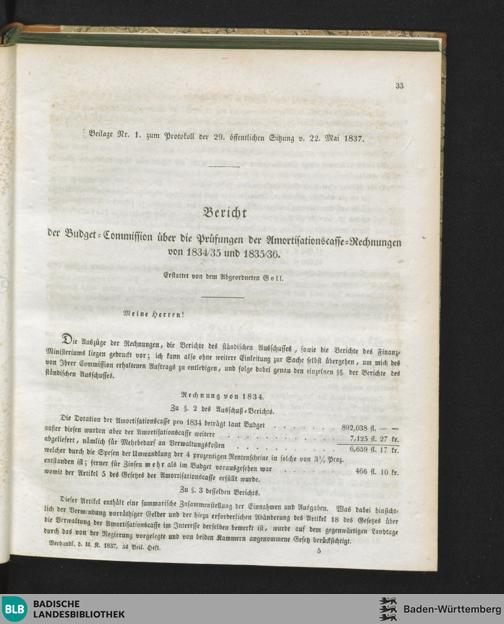 33
Beilage Nr. 1. zum Protokoll der 29. öffentlichen Sitzung v. 22. Mai 1837.
Bericht
der Budget-Commission über die Prüfungen der Amortisationscasse-Rechnungen
von 1834/35 und 1835/36.
Erstattet von dem Abgeordneten Goll.
Meine Herren!
Die Auszüge der Rechnungen, die Berichte des ständischen Ausschusses, sowie die Berichte des Finanz-
Ministeriums liegen gedruckt vor; ich kann also ohne weitere Einleitung zur Sache selbst übergehen, um mich des
von Ihrer Commission erhaltenen Auftrags zu entledigen, und folge dabei genau den einzelnen §§. der Berichte des
ständischen Ausschusses.
Rechnung von 1834.
Zu §. 2 des Ausschuß-Berichts.
Die Dotation der Amortisationscasse pro 1834 beträgt laut Budget . . . . . . . 892,038 fl. — —
außer diesen wurden aber der Amortisationscasse weitere . . . . . . . . 7,125 fl. 27 kr.
abgeliefert, nämlich für Mehrbedarf an Verwaltungskosten . . . . . . . . 6,659 fl. 17 kr.
welcher durch die Spesen der Umwandlung der 4 prozentigen Rentenscheine in solche von 3½ Proz.
entstanden ist; ferner für Zinsen mehr als im Budget vorausgesehen war . . . . . 466 fl. 10 kr.
womit der Artikel 5 des Gesetzes der Amortisationscasse erfüllt wurde.
Zu §. 3 desselben Berichts.
Dieser Artikel enthält eine summarische Zusammenstellung der Einnahmen und Ausgaben. Was dabei hinsicht-
lich der Verwendung vorräthiger Gelder und der hiezu erforderlichen Abänderung des Artikel 18 des Gesetzes über
die Verwaltung der Amortisationscasse im Interesse derselben bemerkt ist, wurde auf dem gegenwärtigen Landtage
durch das von der Regierung vorgelegte und von beiden Kammern angenommene Gesetz berücksichtigt.
Verhandl. d. II. K. 1837, 4s Beil. Heft. 5
BLB BADISCHE
LANDESBIBLIOTHEK
Baden-Württemberg